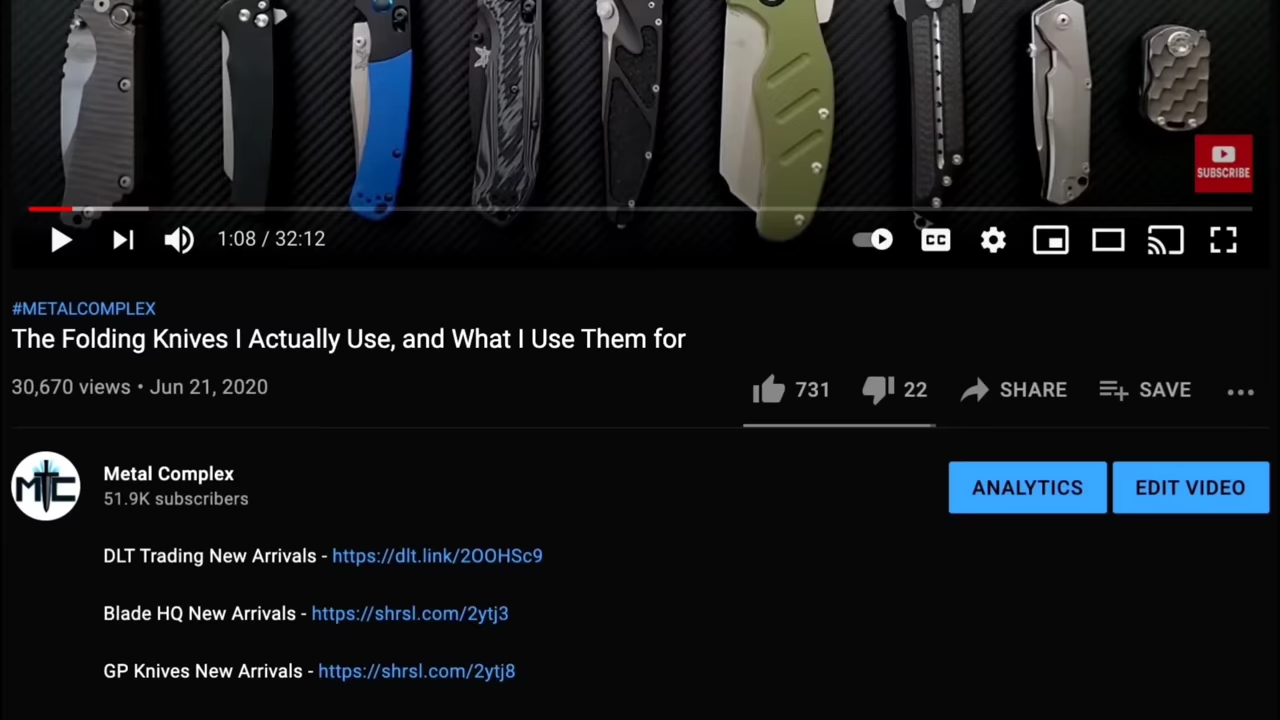 SUBSCRIBE
1:08 / 32:12
CC
#METALCOMPLEX
The Folding Knives I Actually Use, and What I Use Them for
30,670 views • Jun 21, 2020
731 22 SHARE SAVE
MTC
Metal Complex
51.9K subscribers
ANALYTICS EDIT VIDEO
DLT Trading New Arrivals - https://dlt.link/2OOHSc9
Blade HQ New Arrivals - https://shrsl.com/2ytj3
GP Knives New Arrivals - https://shrsl.com/2ytj8